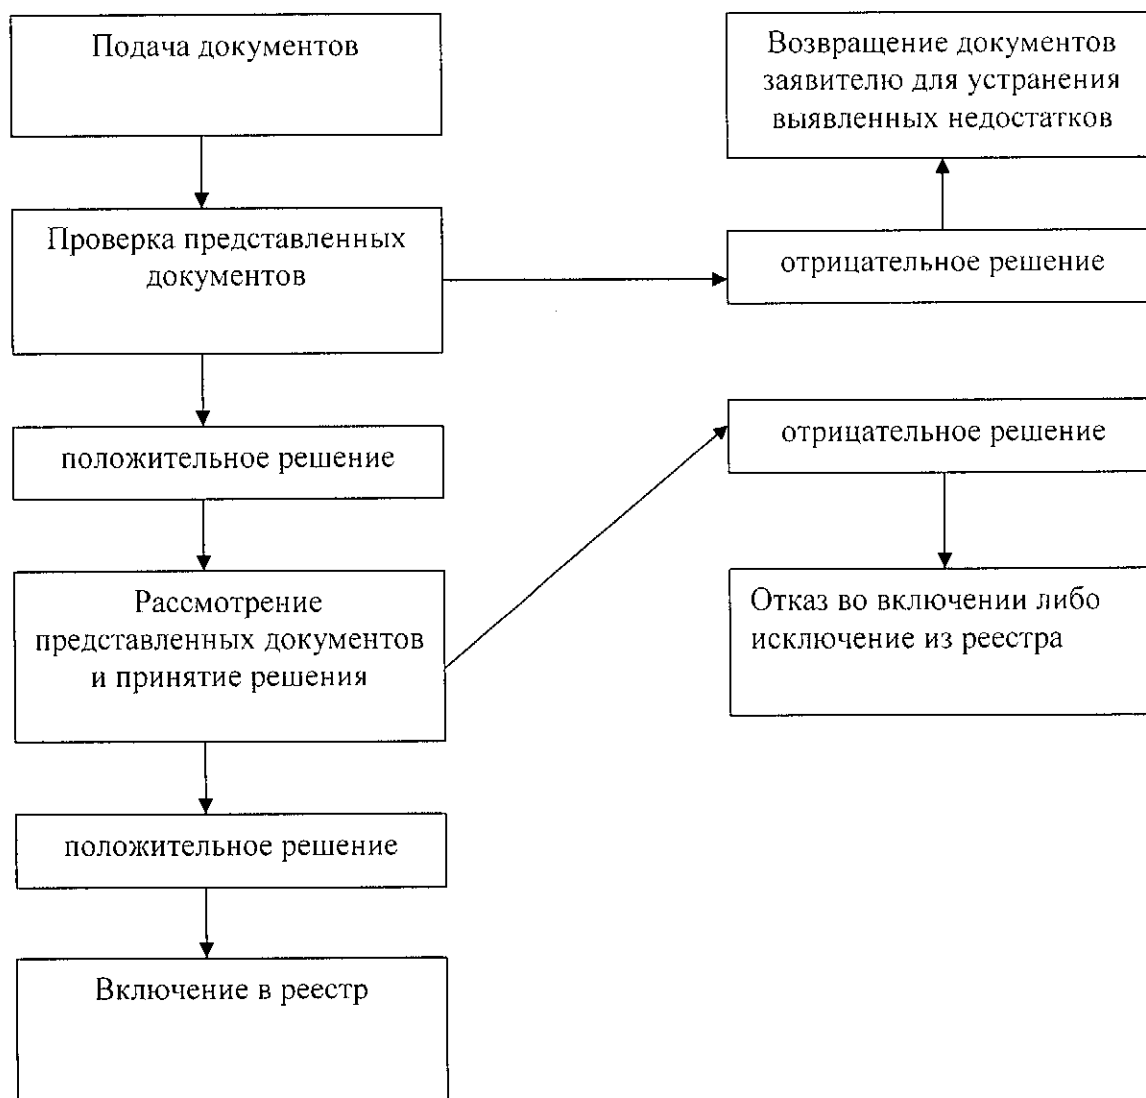 Подача документов
Возвращение документов
заявителю для устранения
выявленных недостатков
Проверка представленных
документов
отрицательное решение
положительное решение
отрицательное решение
Рассмотрение
представленных документов
и принятие решения
Отказ во включении либо
исключение из реестра
положительное решение
Включение в реестр